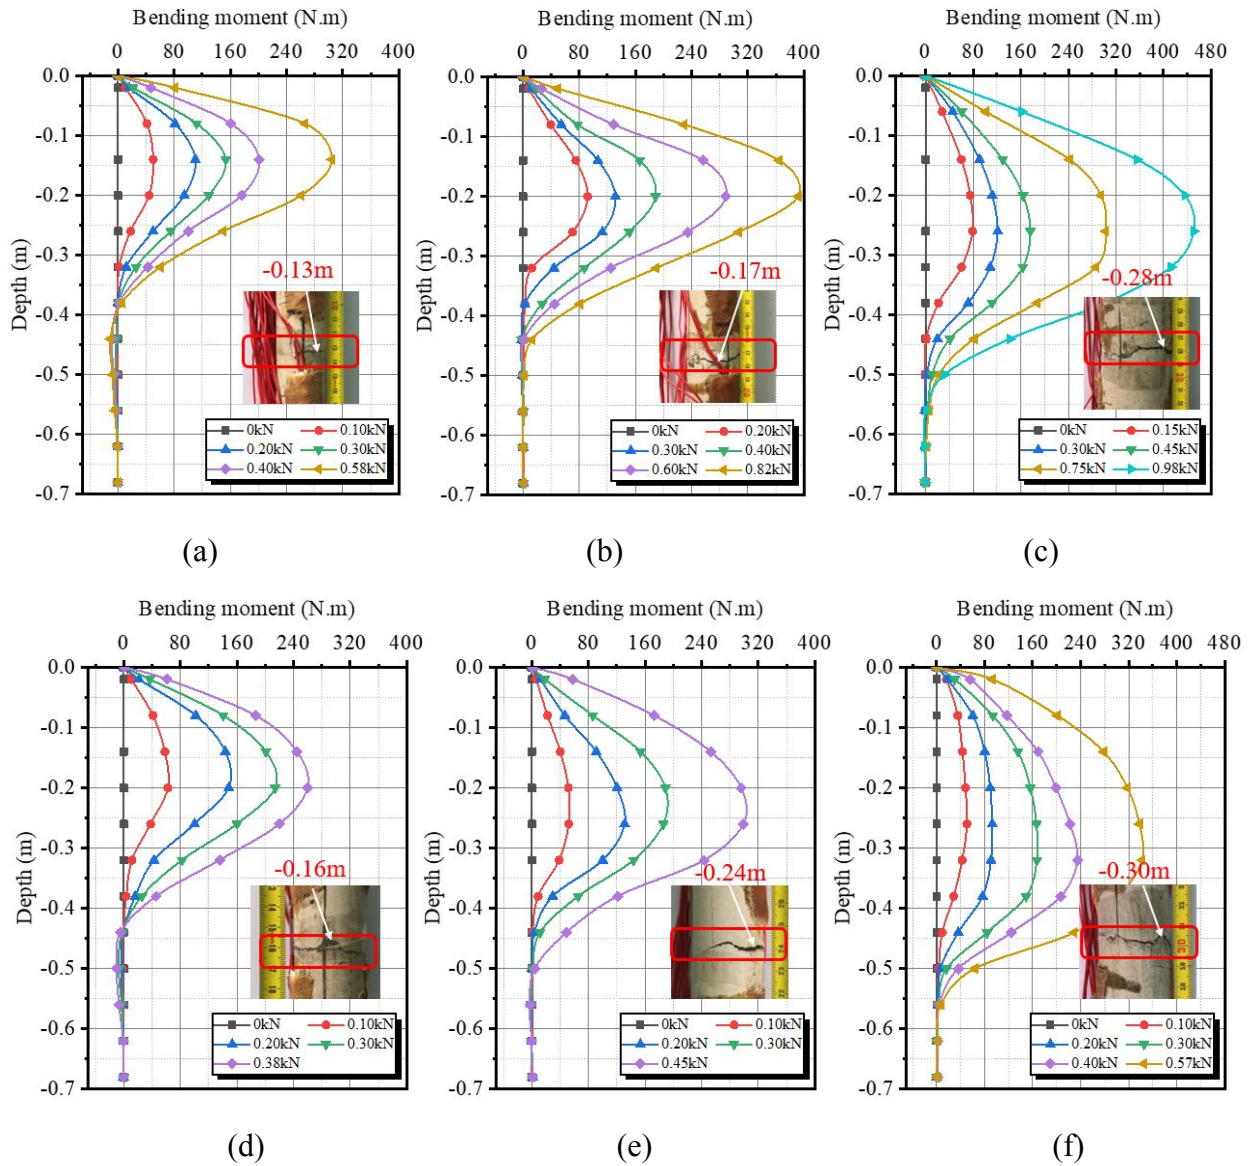 (a)
Bending moment (N.m)
0 80 160 240 320 400
Depth (m)
0.0
-0.1
-0.2
-0.3
-0.4
-0.5
-0.6
-0.7
-0.13m
0kN 0.10kN
0.20kN 0.30kN
0.40kN 0.58kN
(b)
Bending moment (N.m)
0 80 160 240 320 400
Depth (m)
0.0
-0.1
-0.2
-0.3
-0.4
-0.5
-0.6
-0.7
-0.17m
0kN 0.20kN
0.30kN 0.40kN
0.60kN 0.82kN
(c)
Bending moment (N.m)
0 80 160 240 320 400 480
Depth (m)
0.0
-0.1
-0.2
-0.3
-0.4
-0.5
-0.6
-0.7
-0.28m
0kN 0.15kN
0.30kN 0.45kN
0.75kN 0.98kN
(d)
Bending moment (N.m)
0 80 160 240 320 400
Depth (m)
0.0
-0.1
-0.2
-0.3
-0.4
-0.5
-0.6
-0.7
-0.16m
0kN 0.10kN
0.20kN 0.30kN
0.38kN
(e)
Bending moment (N.m)
0 80 160 240 320 400
Depth (m)
0.0
-0.1
-0.2
-0.3
-0.4
-0.5
-0.6
-0.7
-0.24m
0kN 0.10kN
0.20kN 0.30kN
0.45kN
(f)
Bending moment (N.m)
0 80 160 240 320 400 480
Depth (m)
0.0
-0.1
-0.2
-0.3
-0.4
-0.5
-0.6
-0.7
-0.30m
0kN 0.10kN
0.20kN 0.30kN
0.40kN 0.57kN